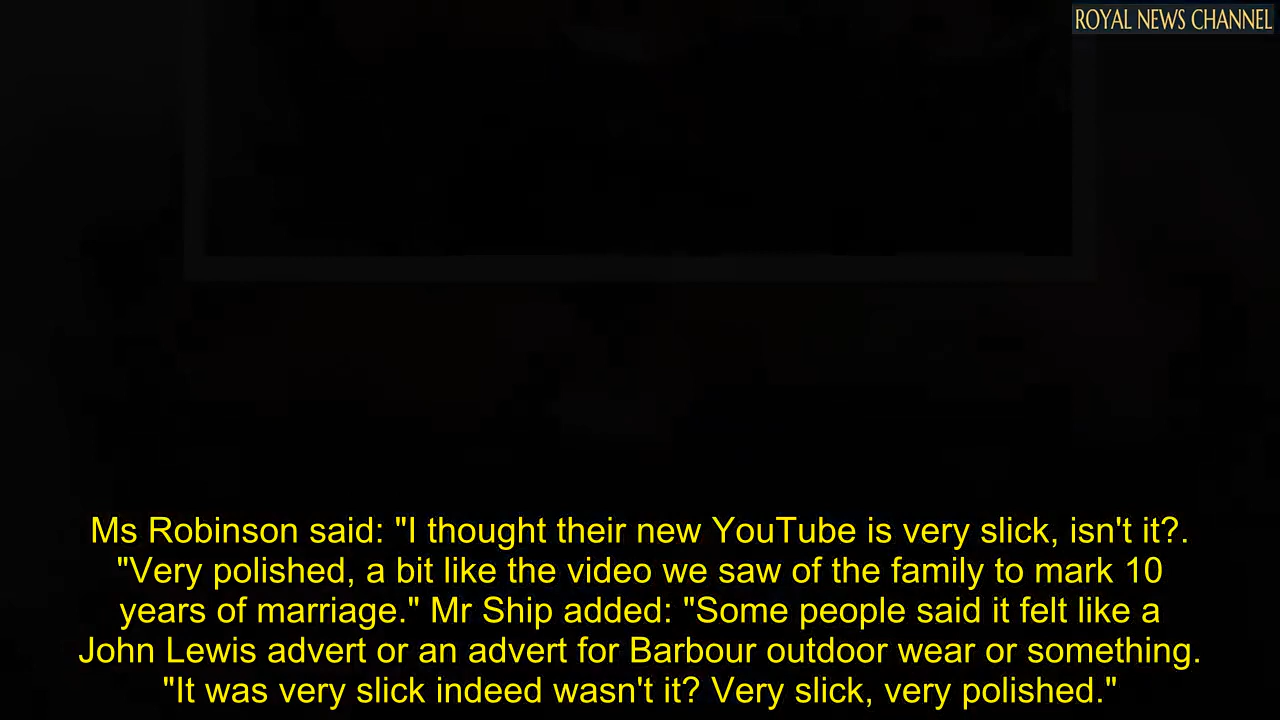 ROYAL NEWS CHANNEL
Ms Robinson said: "I thought their new YouTube is very slick, isn't it?.
"Very polished, a bit like the video we saw of the family to mark 10
years of marriage." Mr Ship added: "Some people said it felt like a
John Lewis advert or an advert for Barbour outdoor wear or something.
"It was very slick indeed wasn't it? Very slick, very polished."